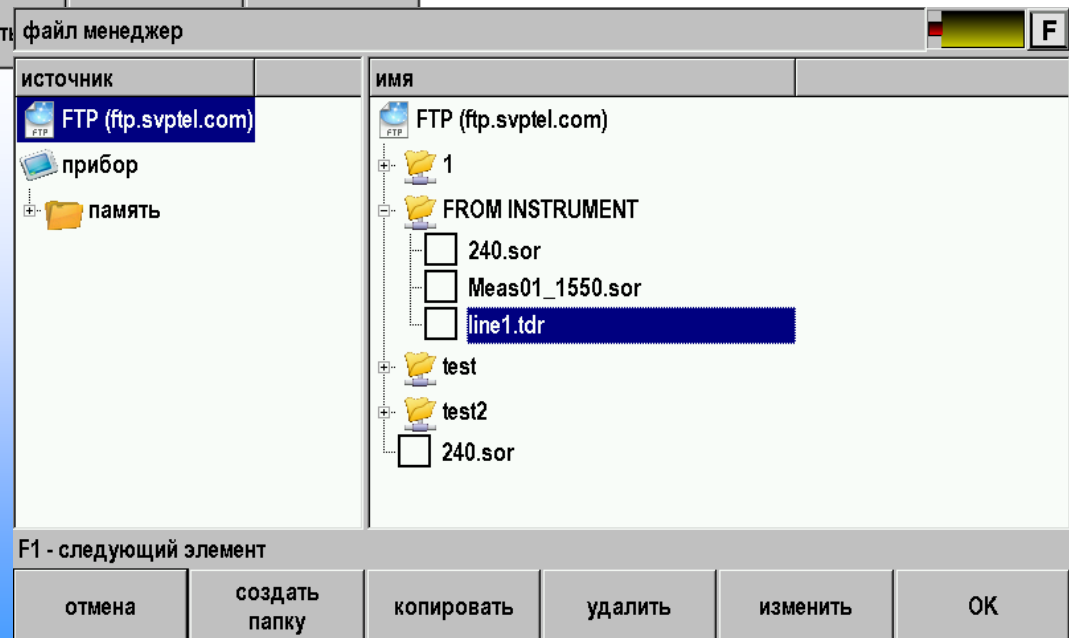 ть
файл менеджер
F
источник
имя
FTP (ftp.svptel.com)
FTP (ftp.svptel.com)
прибор
1
память
FROM INSTRUMENT
240.sor
Meas01_1550.sor
line1.tdr
test
test2
240.sor
F1 - следующий элемент
отмена
создать
папку
копировать
удалить
изменить
OK